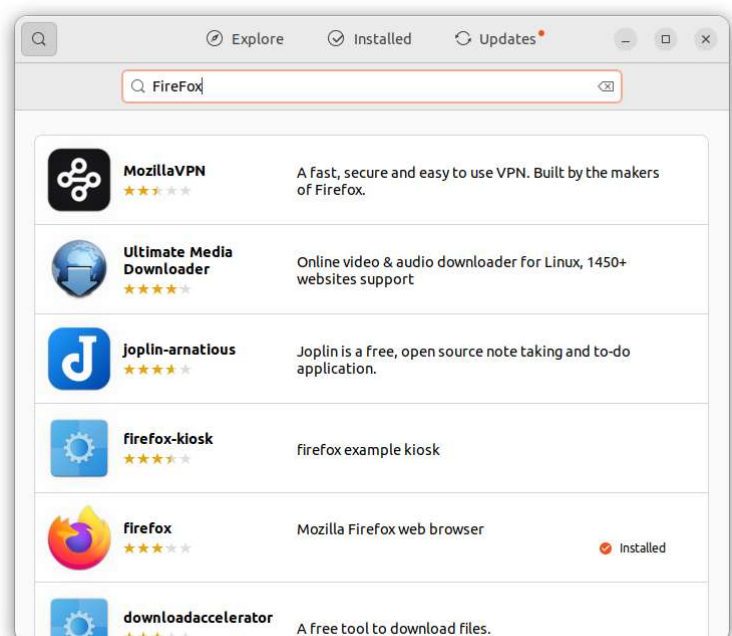 Explore Installed Updates
FireFox
MozillaVPN
A fast, secure and easy to use VPN. Built by the makers
of Firefox.
Ultimate Media
Downloader
Online video & audio downloader for Linux, 1450+
websites support
joplin-arnatious
Joplin is a free, open source note taking and to-do
application.
firefox-kiosk
firefox example kiosk
firefox
Mozilla Firefox web browser
Installed
downloadaccelerator
A free tool to download files.